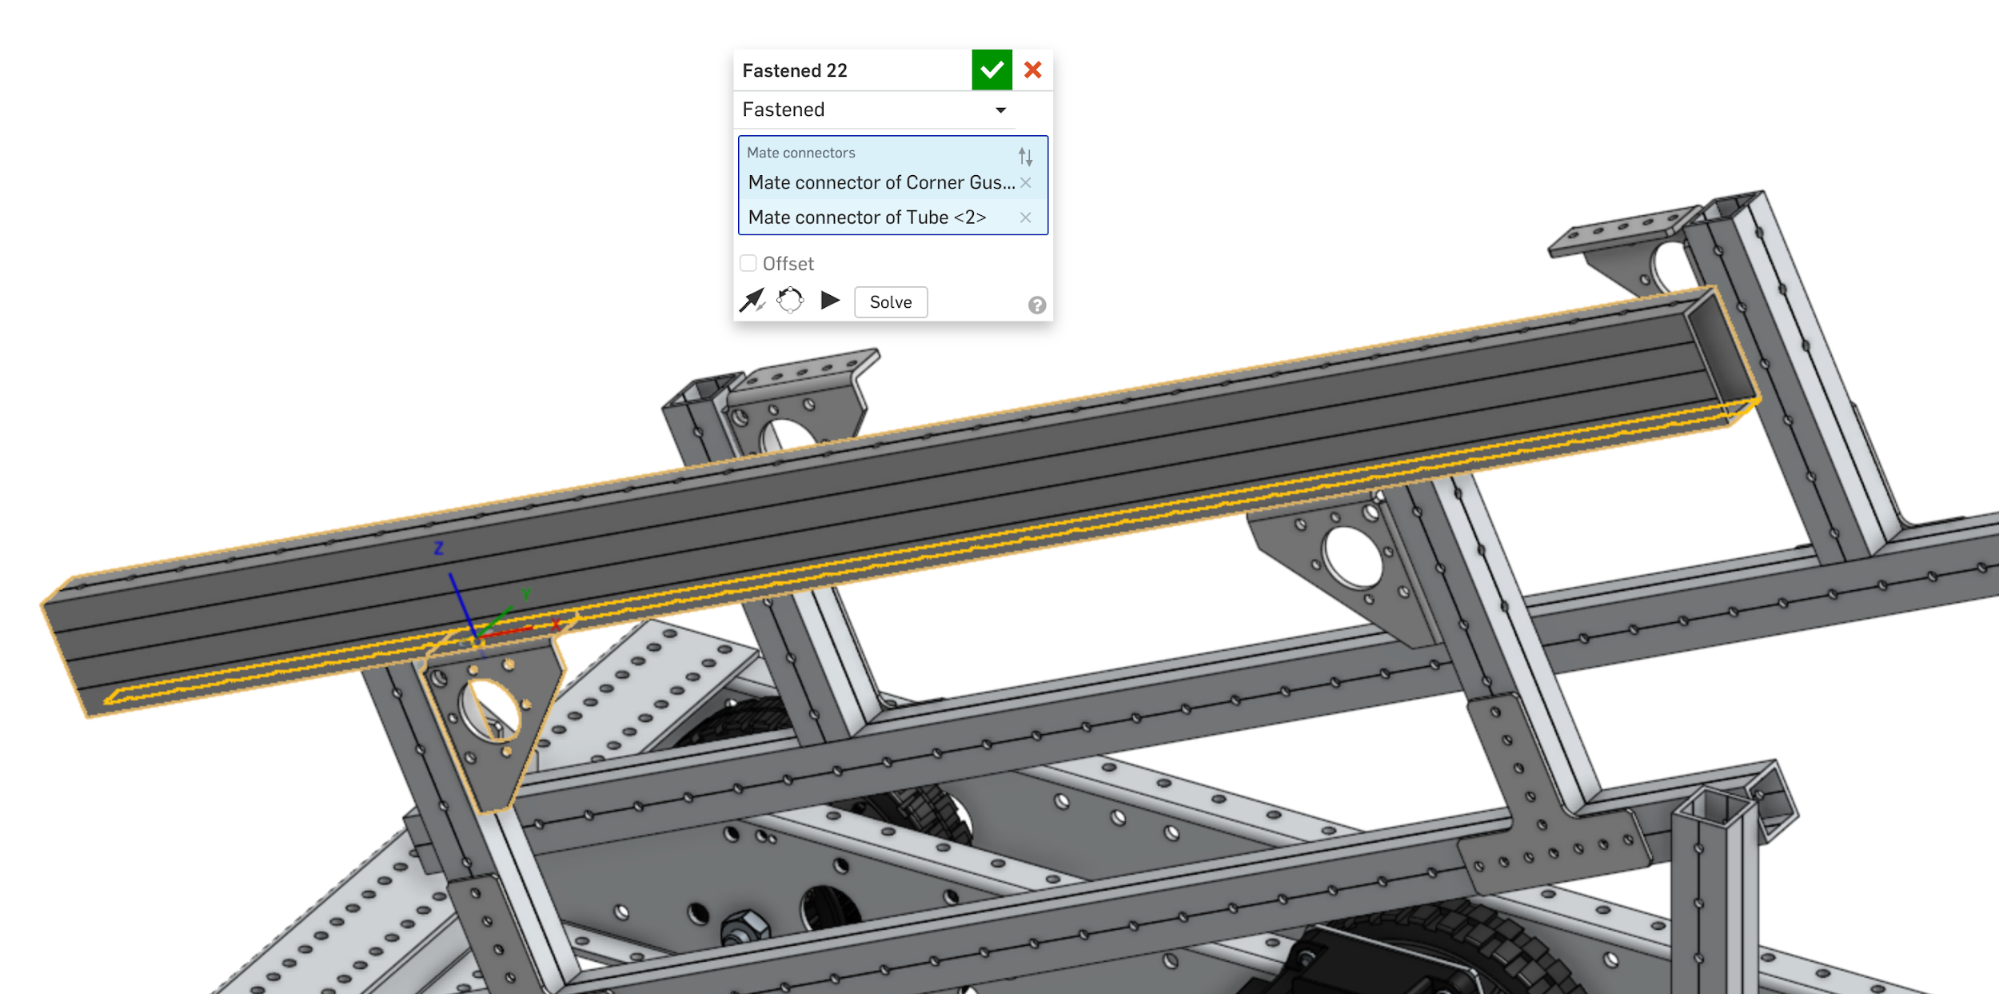 Fastened 22
Fastened
Mate connectors
Mate connector of Corner Gus...
Mate connector of Tube <2>
Offset
Solve
?
Z
Y
X